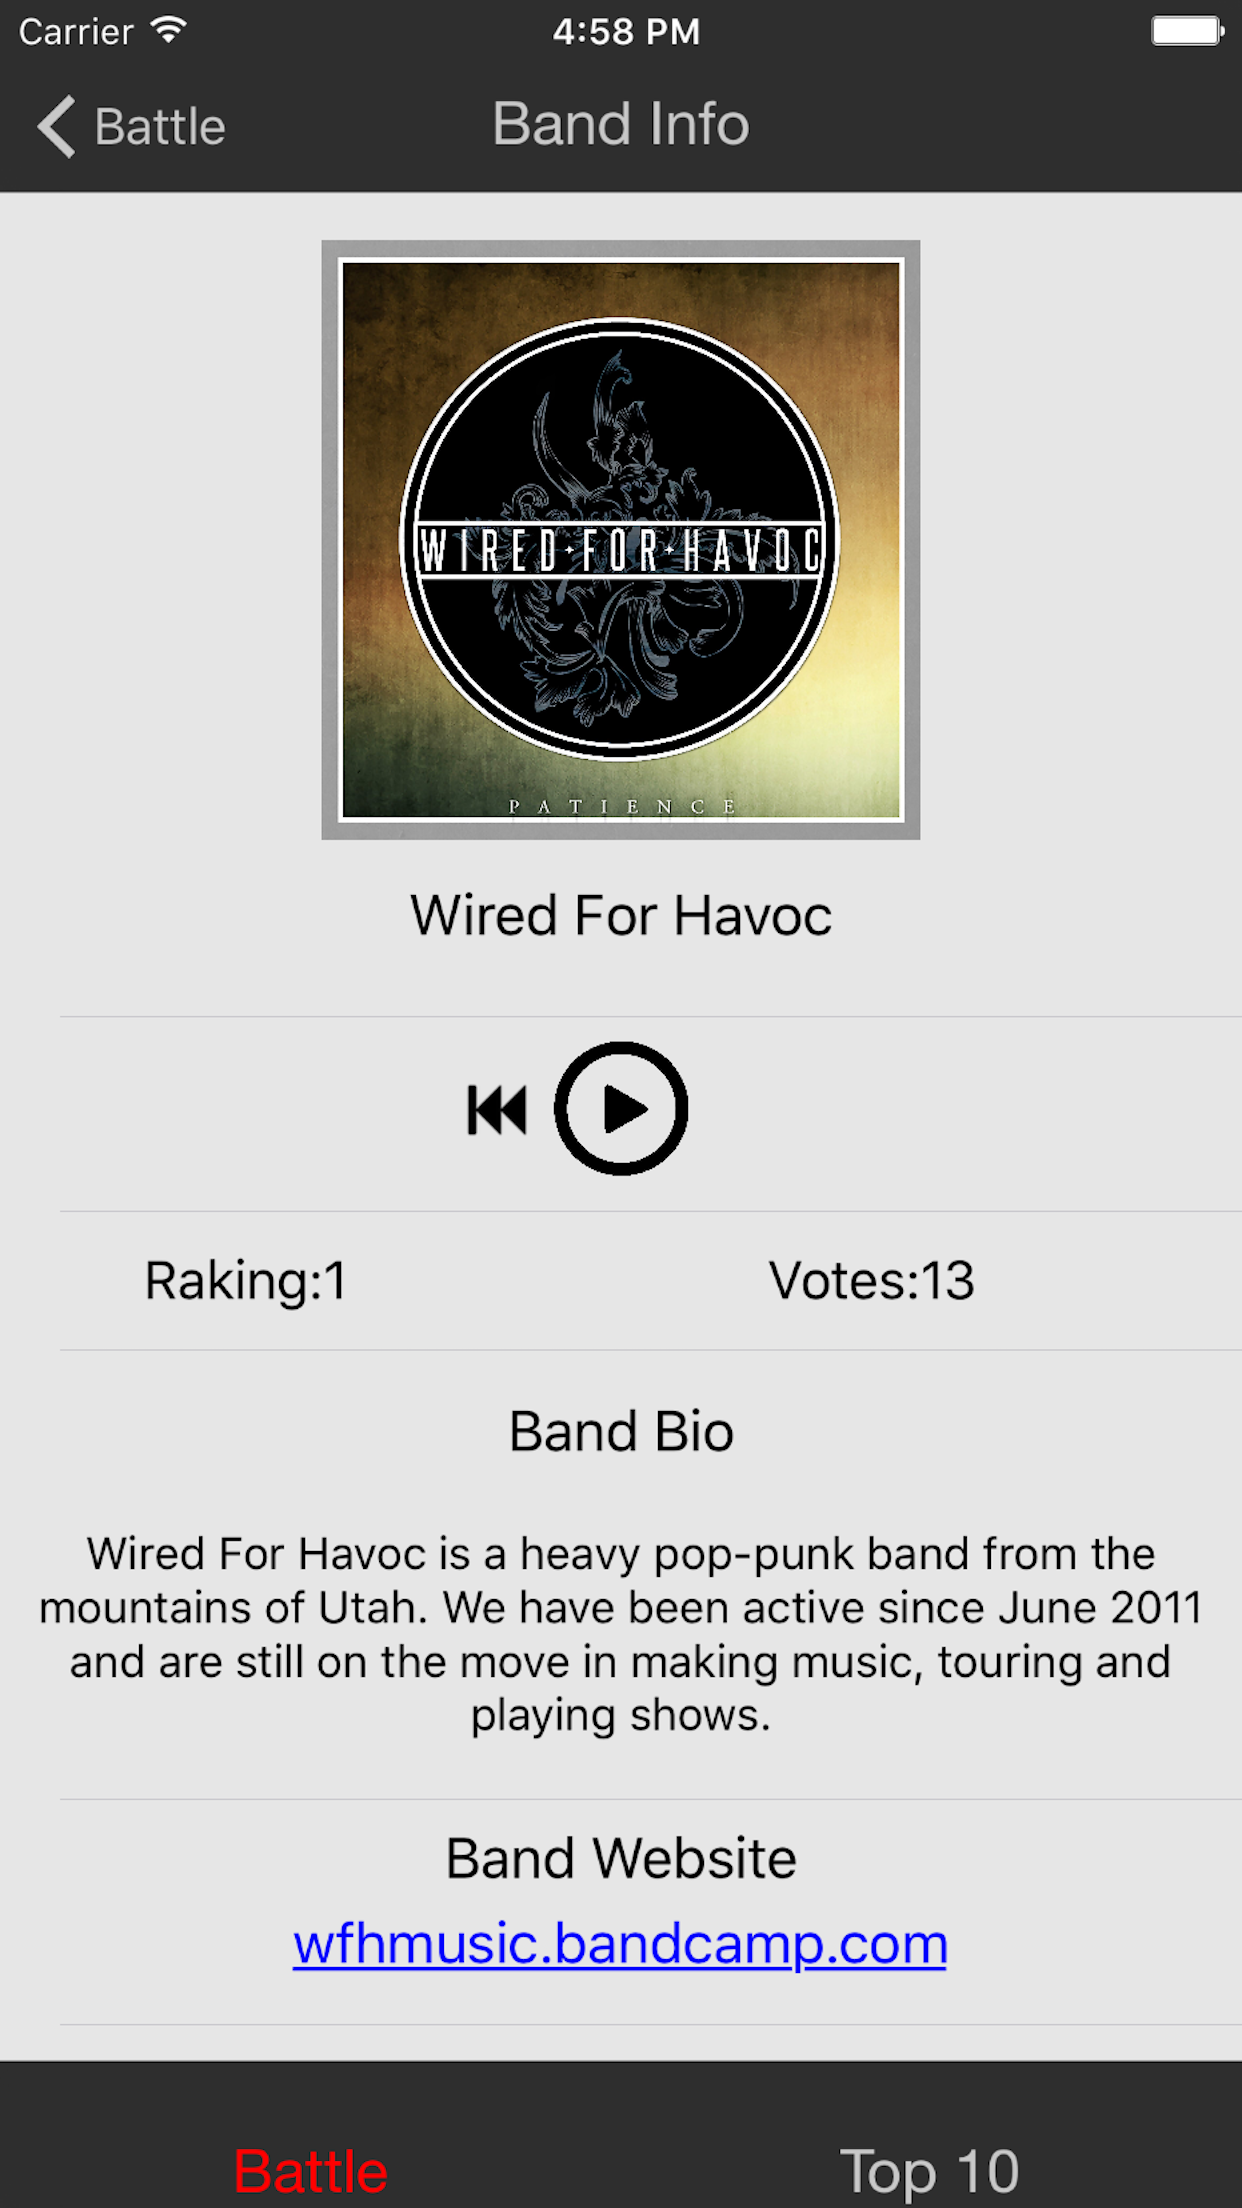 Carrier 4:58 PM
Battle Band Info
WIRED·FOR·HAVOC
PATIENCE
Wired For Havoc
Raking:1 Votes:13
Band Bio
Wired For Havoc is a heavy pop-punk band from the
mountains of Utah. We have been active since June 2011
and are still on the move in making music, touring and
playing shows.
Band Website
wfhmusic.bandcamp.com
Battle Top 10